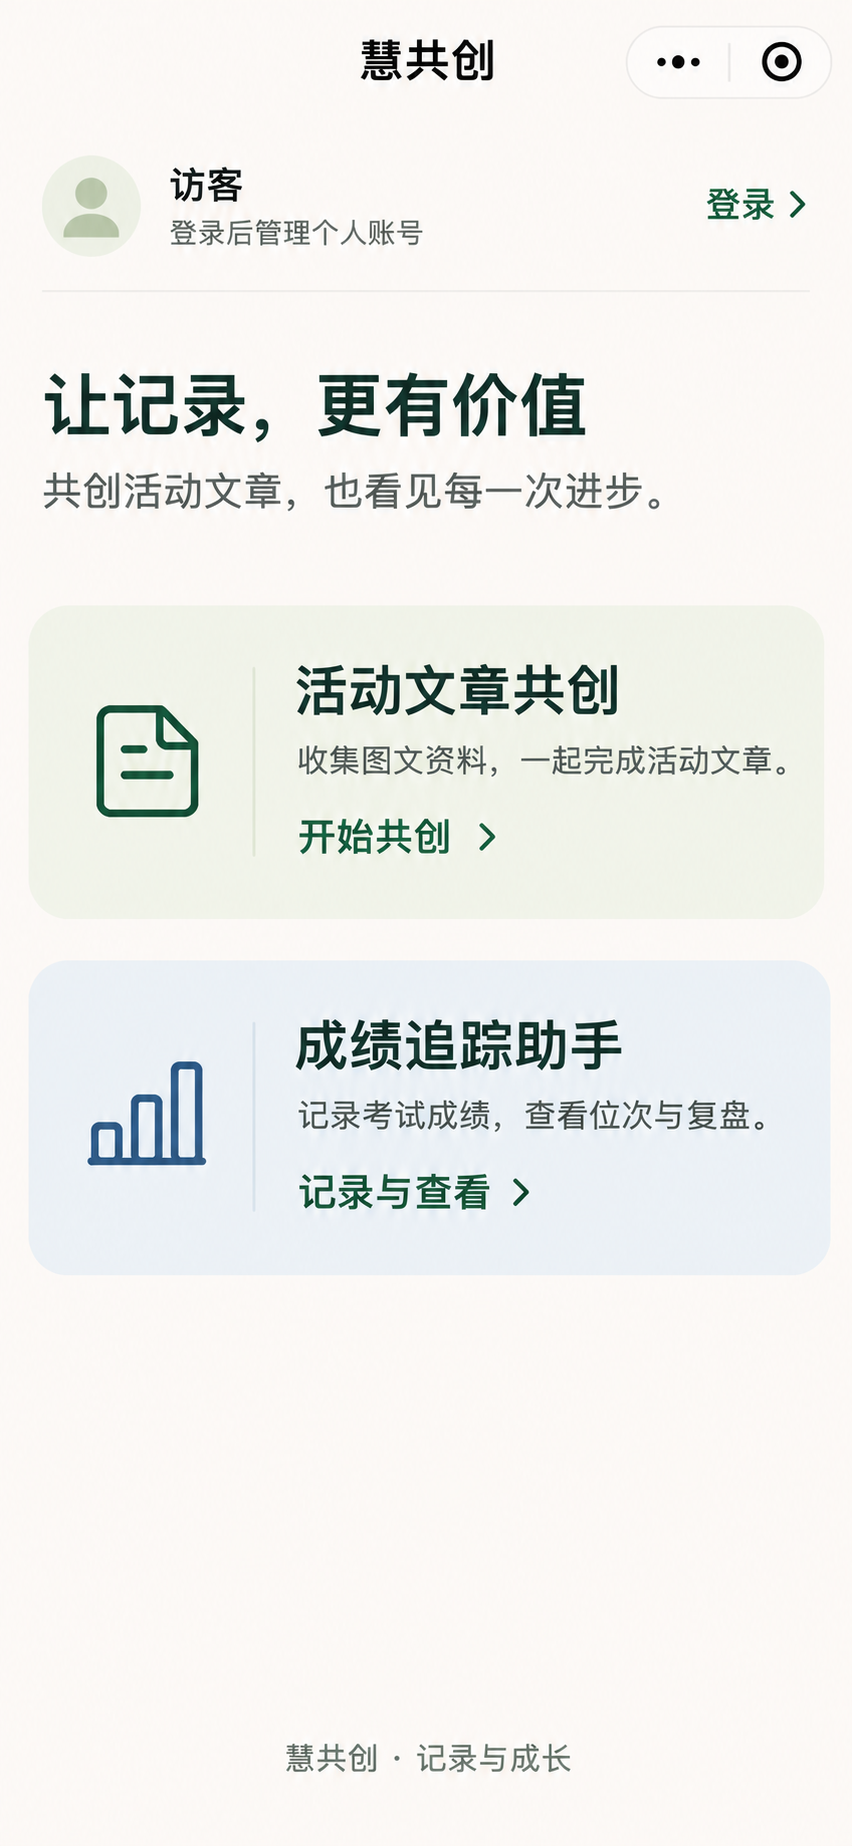 慧共创
访客
登录后管理个人账号
登录
让记录，更有价值
共创活动文章，也看见每一次进步。
活动文章共创
收集图文资料，一起完成活动文章。
开始共创
成绩追踪助手
记录考试成绩，查看位次与复盘。
记录与查看
慧共创 · 记录与成长